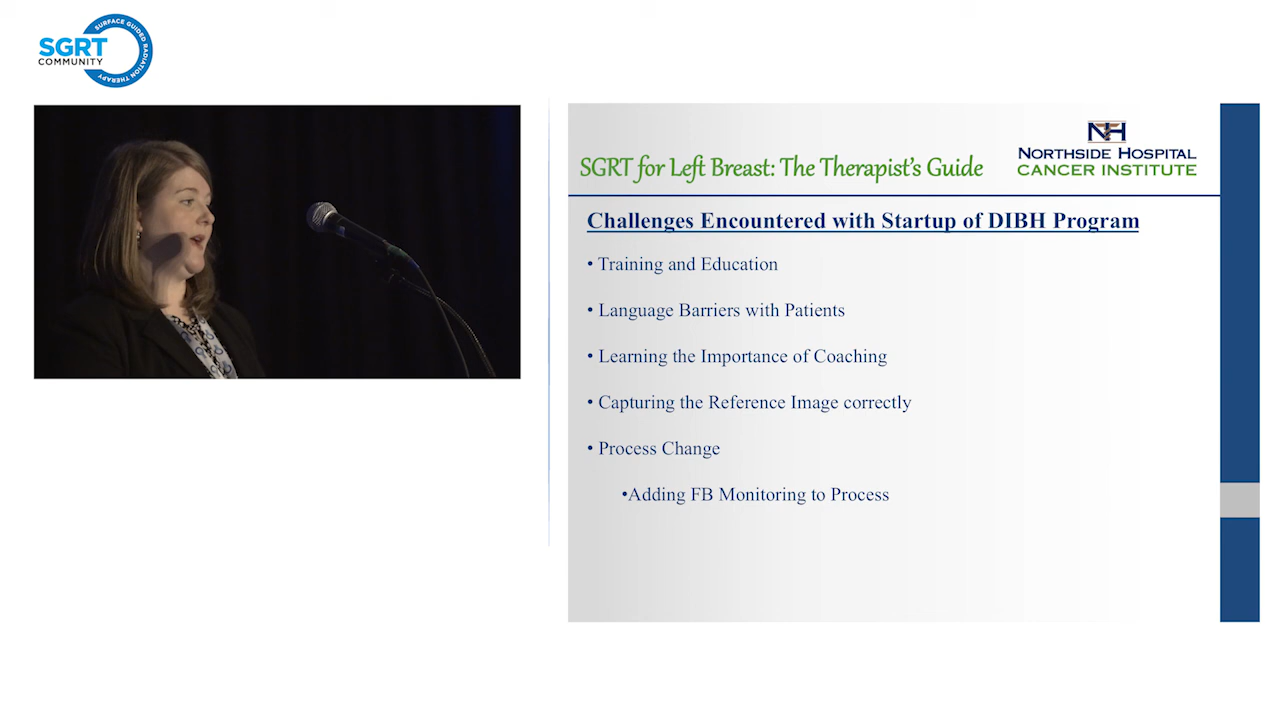 SURFACE GUIDED RADIATION THERAPY
SGRT
COMMUNITY
SGRT for Left Breast: The Therapist's Guide
NH
NORTHSIDE HOSPITAL
CANCER INSTITUTE
Challenges Encountered with Startup of DIBH Program
• Training and Education
• Language Barriers with Patients
• Learning the Importance of Coaching
• Capturing the Reference Image correctly
• Process Change
•Adding FB Monitoring to Process